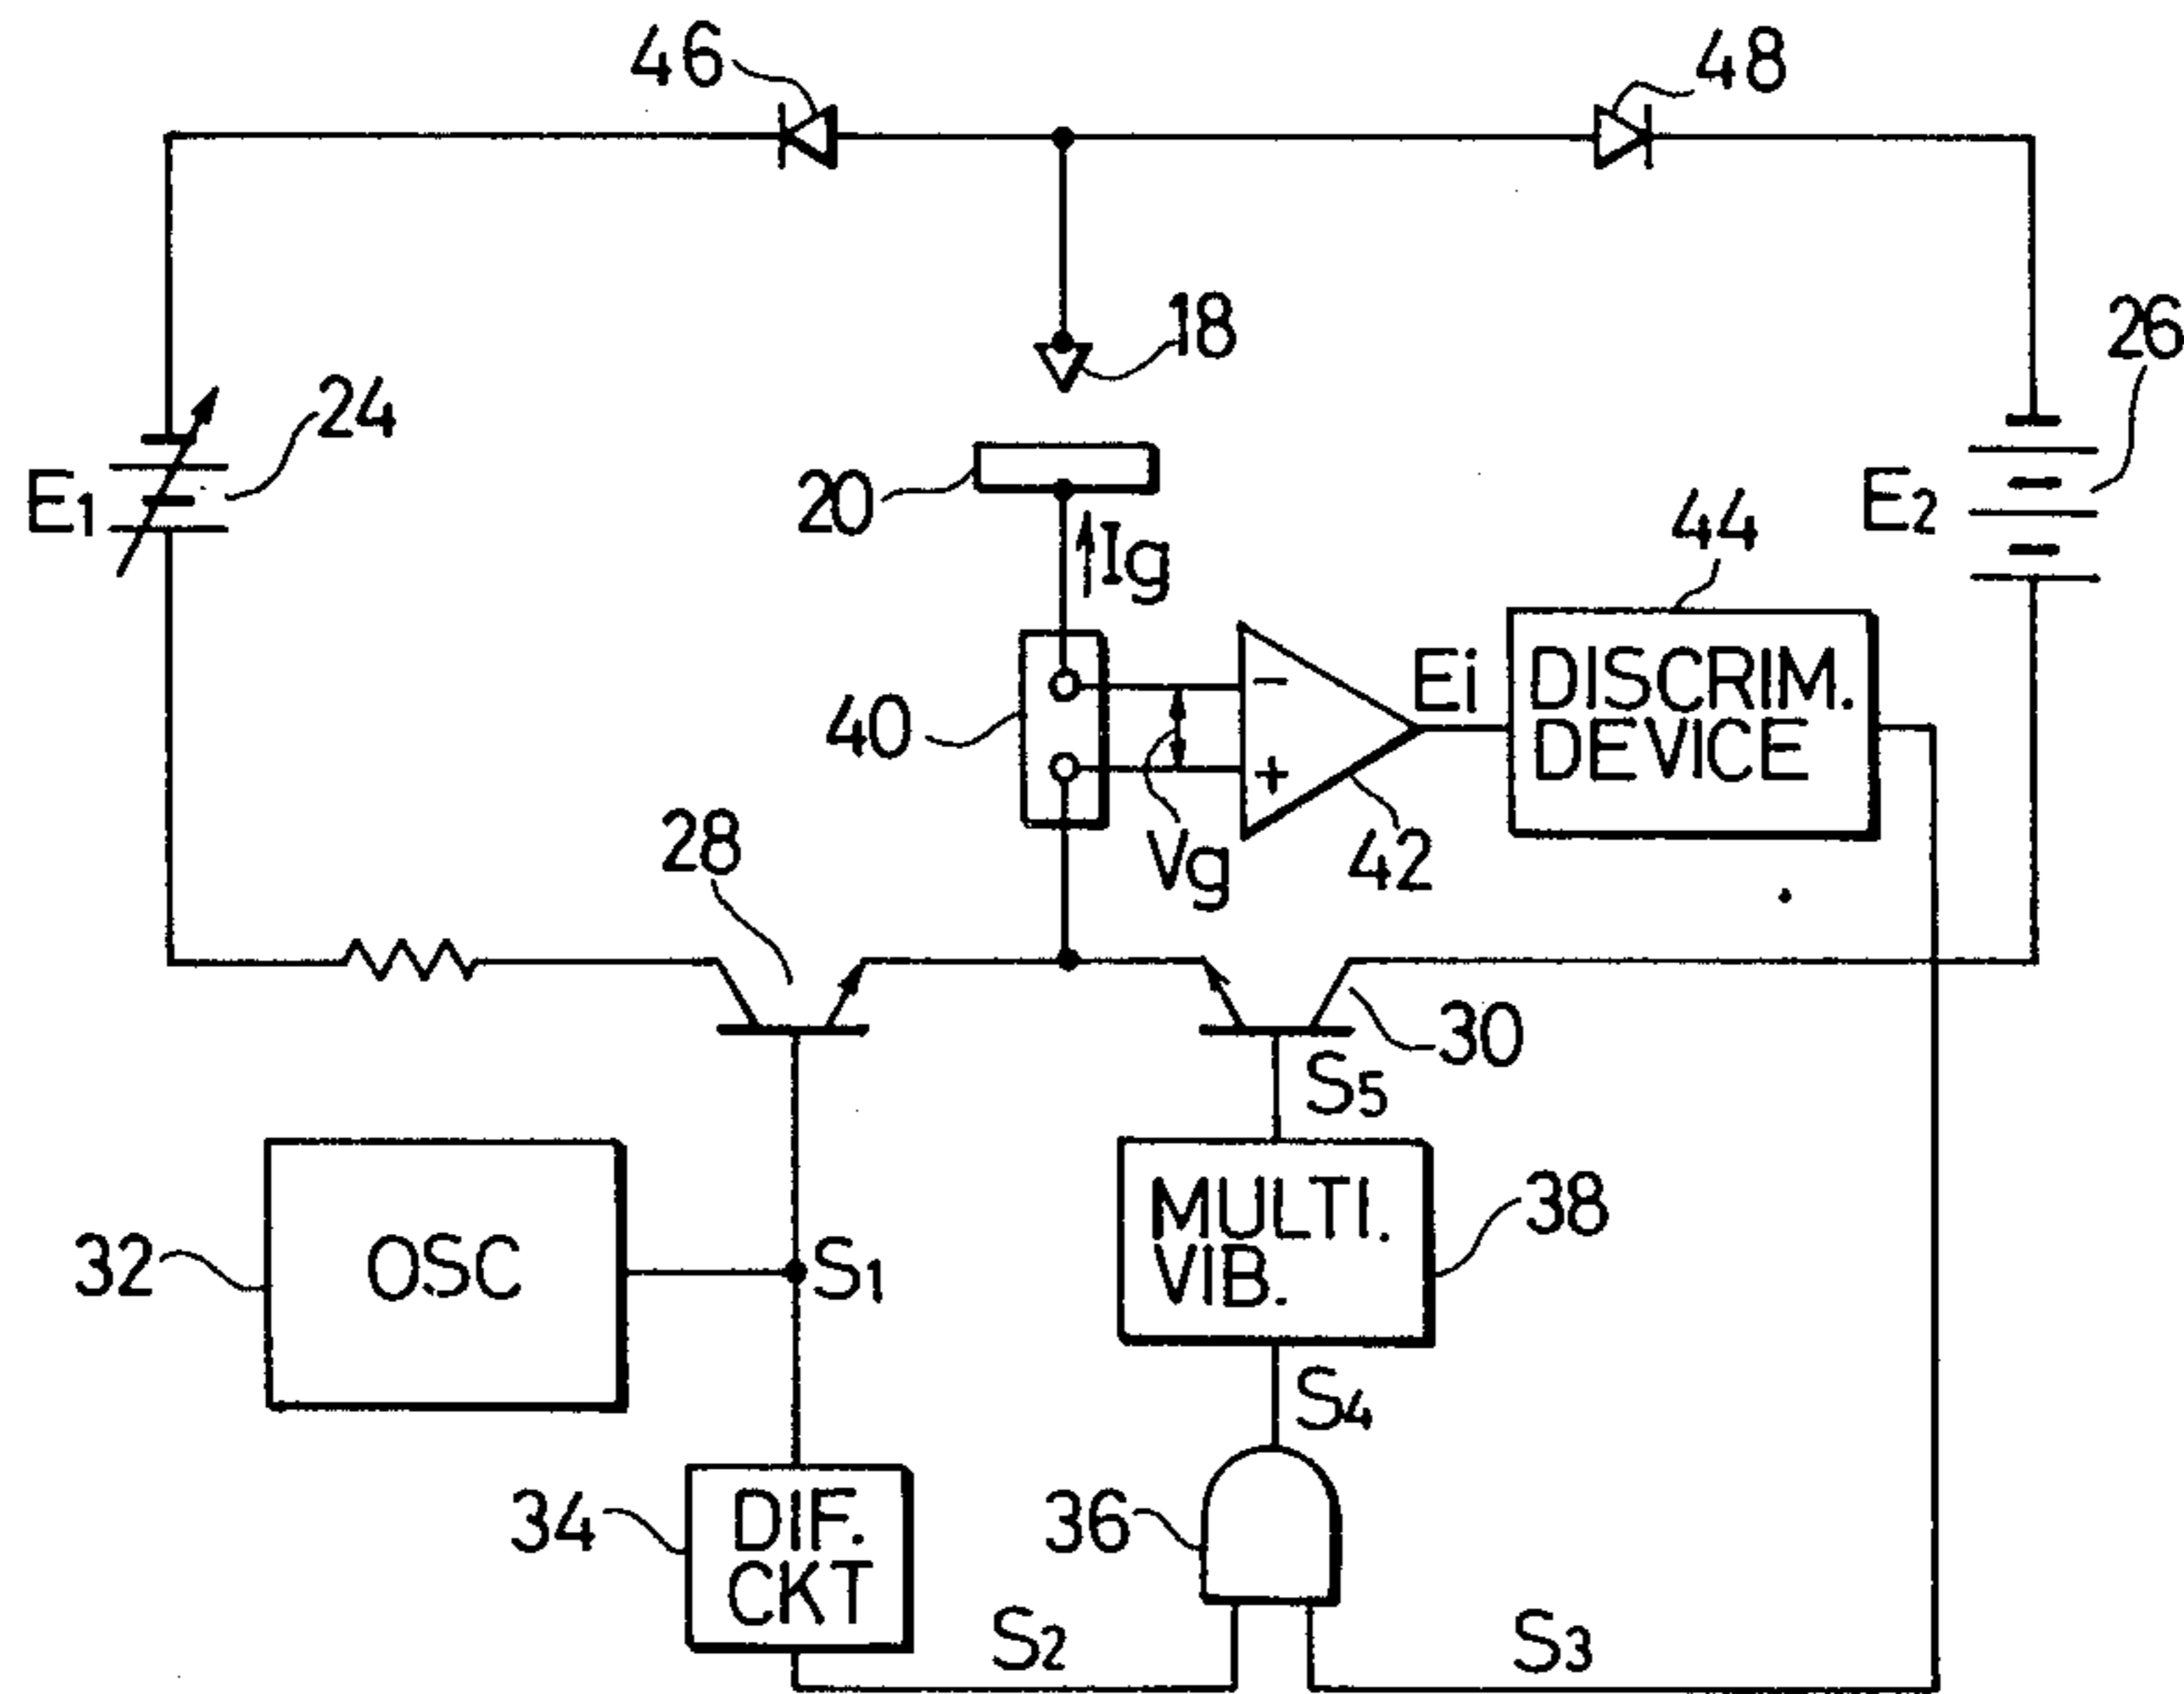 46
48
18
24
26
E1
20
E2
44
Ig
40
Ei
DISCRIM.
DEVICE
−
+
28
Vg
42
30
S5
32
OSC
S1
MULTI.
VIB.
38
S4
34
DIF.
CKT
36
S2
S3